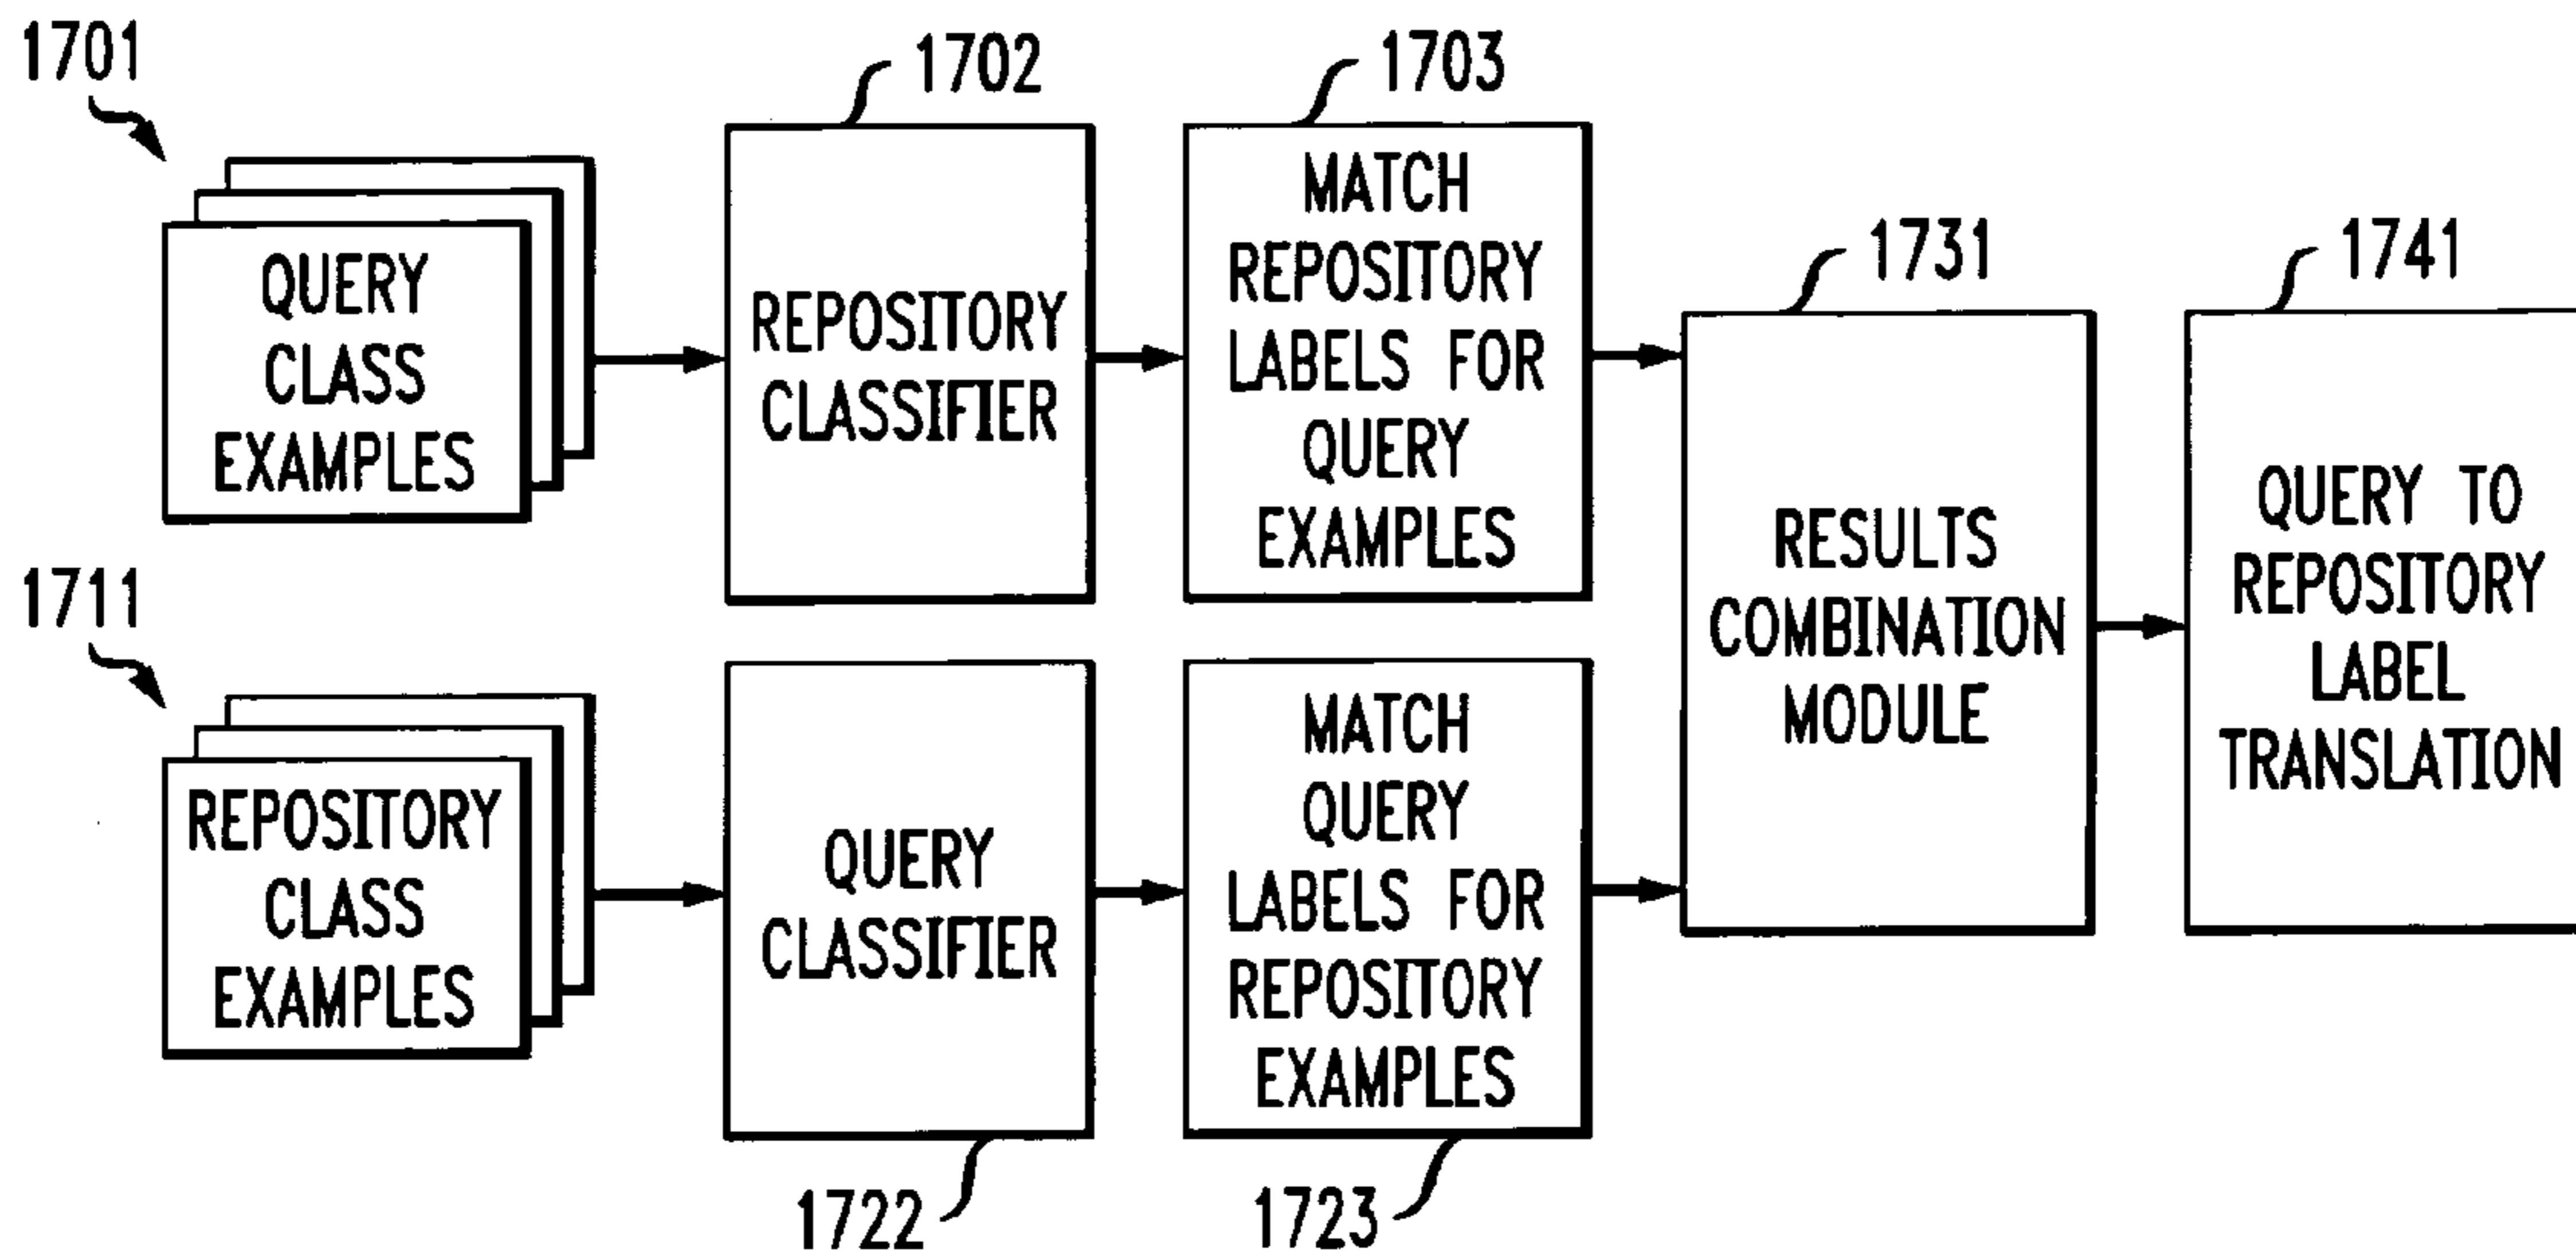 1701
1702
1703
QUERY
CLASS
EXAMPLES
REPOSITORY
CLASSIFIER
MATCH
REPOSITORY
LABELS FOR
QUERY
EXAMPLES
1731
RESULTS
COMBINATION
MODULE
1741
QUERY TO
REPOSITORY
LABEL
TRANSLATION
1711
REPOSITORY
CLASS
EXAMPLES
QUERY
CLASSIFIER
MATCH
QUERY
LABELS FOR
REPOSITORY
EXAMPLES
1722
1723